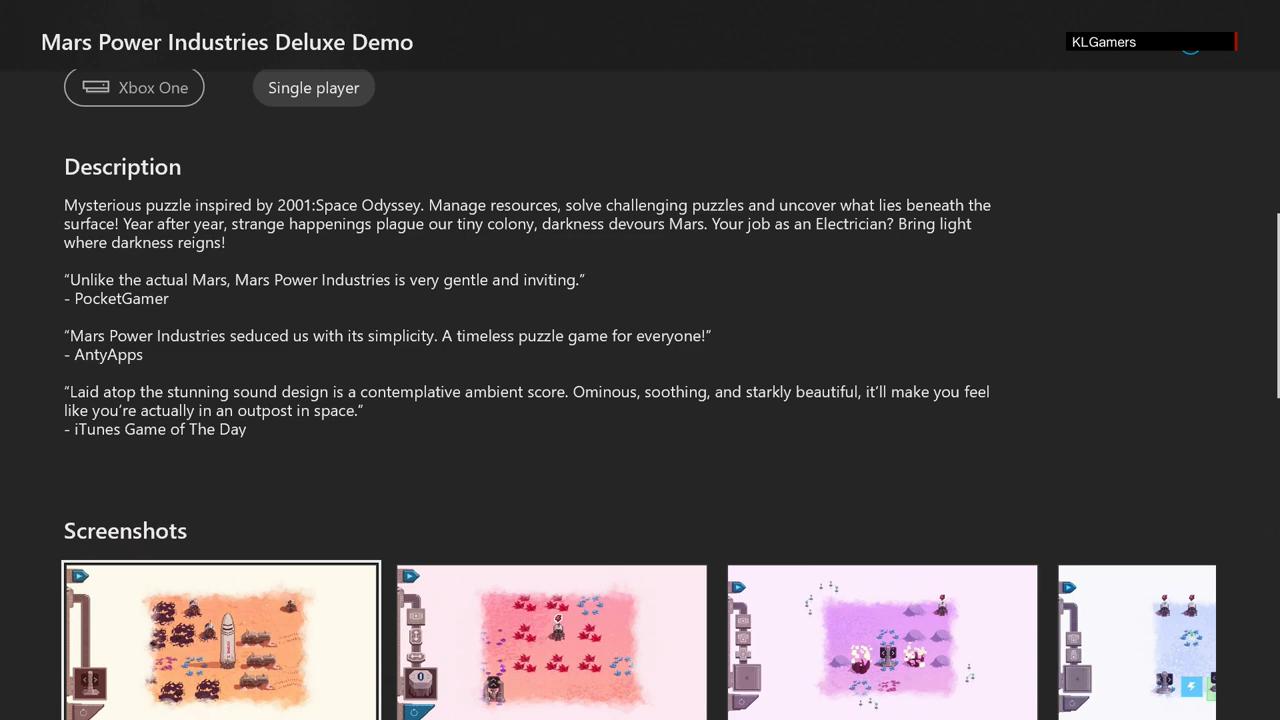 Mars Power Industries Deluxe Demo
KLGamers
Xbox One
Single player
Description
Mysterious puzzle inspired by 2001:Space Odyssey. Manage resources, solve challenging puzzles and uncover what lies beneath the
surface! Year after year, strange happenings plague our tiny colony, darkness devours Mars. Your job as an Electrician? Bring light
where darkness reigns!
“Unlike the actual Mars, Mars Power Industries is very gentle and inviting.”
- PocketGamer
“Mars Power Industries seduced us with its simplicity. A timeless puzzle game for everyone!”
- AntyApps
“Laid atop the stunning sound design is a contemplative ambient score. Ominous, soothing, and starkly beautiful, it’ll make you feel
like you’re actually in an outpost in space.”
- iTunes Game of The Day
Screenshots
0